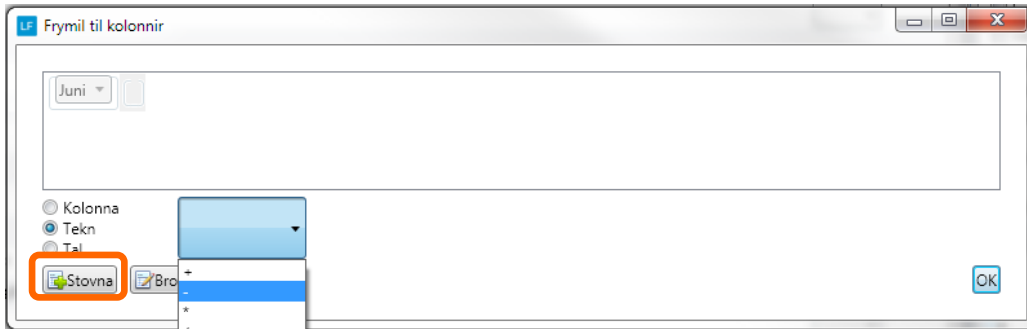 LF Frymil til kolonnir
Juni
Kolonna
Tekn
Tal
Stovna
+
-
*
OK